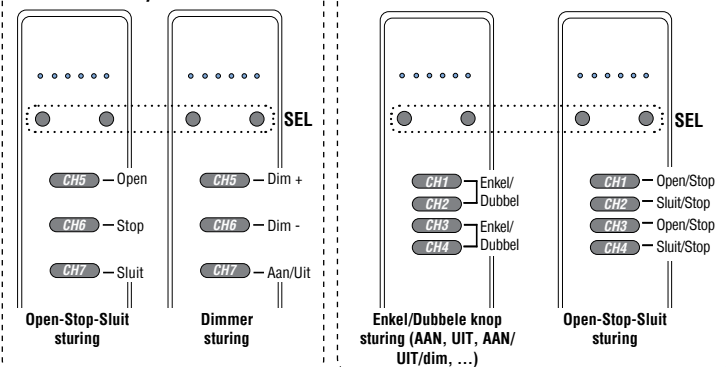 SEL
CH5 Open
CH6 Stop
CH7 Sluit
Open-Stop-Sluit
sturing
CH5 Dim +
CH6 Dim -
CH7 Aan/Uit
Dimmer
sturing
SEL
CH1 Enkel/
CH2 Dubbel
CH3 Enkel/
CH4 Dubbel
Enkel/Dubbele knop
sturing (AAN, UIT, AAN/
UIT/dim, ...)
CH1 Open/Stop
CH2 Sluit/Stop
CH3 Open/Stop
CH4 Sluit/Stop
Open-Stop-Sluit
sturing